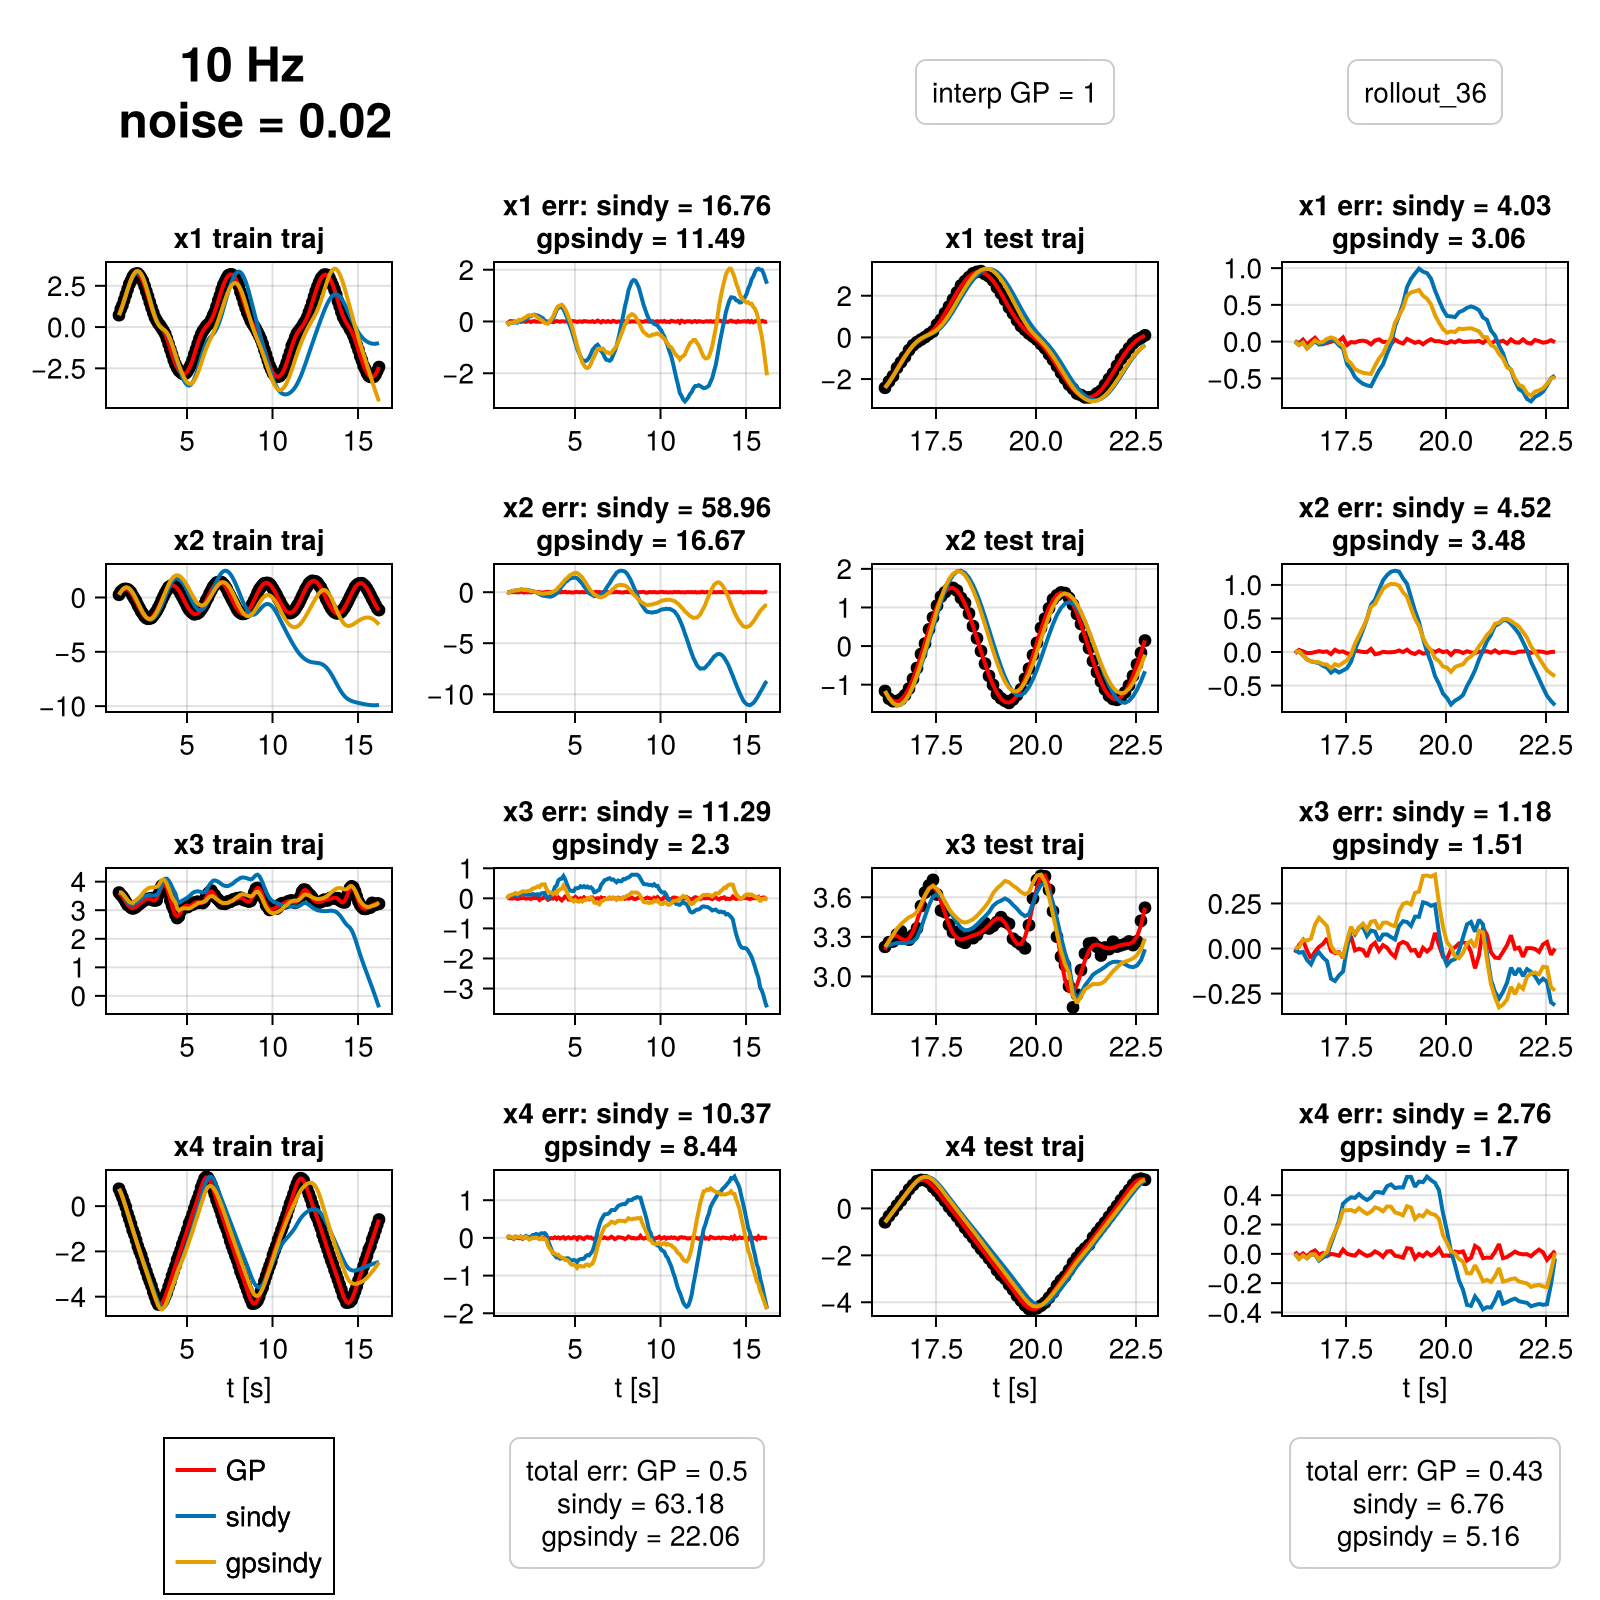 10 Hz
noise = 0.02
interp GP = 1
rollout_36
x1 train traj
2.5
0.0
−2.5
5
10
15
x1 err: sindy = 16.76
gpsindy = 11.49
2
0
−2
5
10
15
x1 test traj
2
0
−2
17.5
20.0
22.5
x1 err: sindy = 4.03
gpsindy = 3.06
1.0
0.5
0.0
−0.5
17.5
20.0
22.5
x2 train traj
0
−5
−10
5
10
15
x2 err: sindy = 58.96
gpsindy = 16.67
0
−5
−10
5
10
15
x2 test traj
2
1
0
−1
17.5
20.0
22.5
x2 err: sindy = 4.52
gpsindy = 3.48
1.0
0.5
0.0
−0.5
17.5
20.0
22.5
x3 train traj
4
3
2
1
0
5
10
15
x3 err: sindy = 11.29
gpsindy = 2.3
1
0
−1
−2
−3
5
10
15
x3 test traj
3.6
3.3
3.0
17.5
20.0
22.5
x3 err: sindy = 1.18
gpsindy = 1.51
0.25
0.00
−0.25
17.5
20.0
22.5
x4 train traj
0
−2
−4
5
10
15
t [s]
x4 err: sindy = 10.37
gpsindy = 8.44
1
0
−1
−2
5
10
15
t [s]
x4 test traj
0
−2
−4
17.5
20.0
22.5
t [s]
x4 err: sindy = 2.76
gpsindy = 1.7
0.4
0.2
0.0
−0.2
−0.4
17.5
20.0
22.5
t [s]
GP
sindy
gpsindy
total err: GP = 0.5
sindy = 63.18
gpsindy = 22.06
total err: GP = 0.43
sindy = 6.76
gpsindy = 5.16